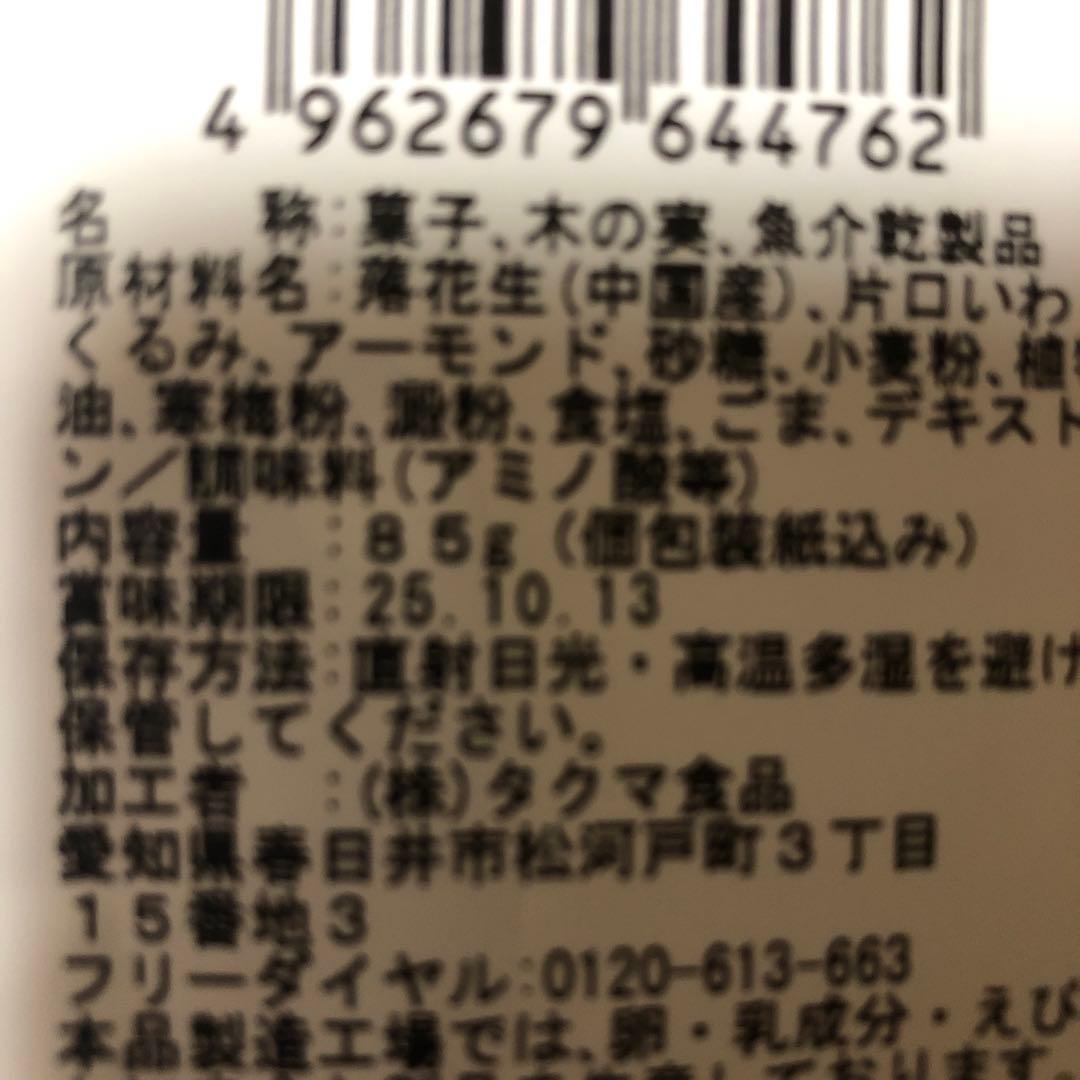 4 962679 644762
名　　称：菓子、木の実、魚介乾製品
原材料名：落花生（中国産）、片口いわ
くるみ、アーモンド、砂糖、小麦粉、植
油、寒梅粉、澱粉、食塩、ごま、デキスト
ン／調味料（アミノ酸等）
内容量　：８５g（個包装紙込み）
賞味期限：25.10.13
保存方法：直射日光・高温多湿を避け
保管してください。
加工者　：（株）タクマ食品
愛知県春日井市松河戸町３丁目
１５番地３
フリーダイヤル：0120-613-663
本品製造工場では、卵・乳成分・えび
ております。